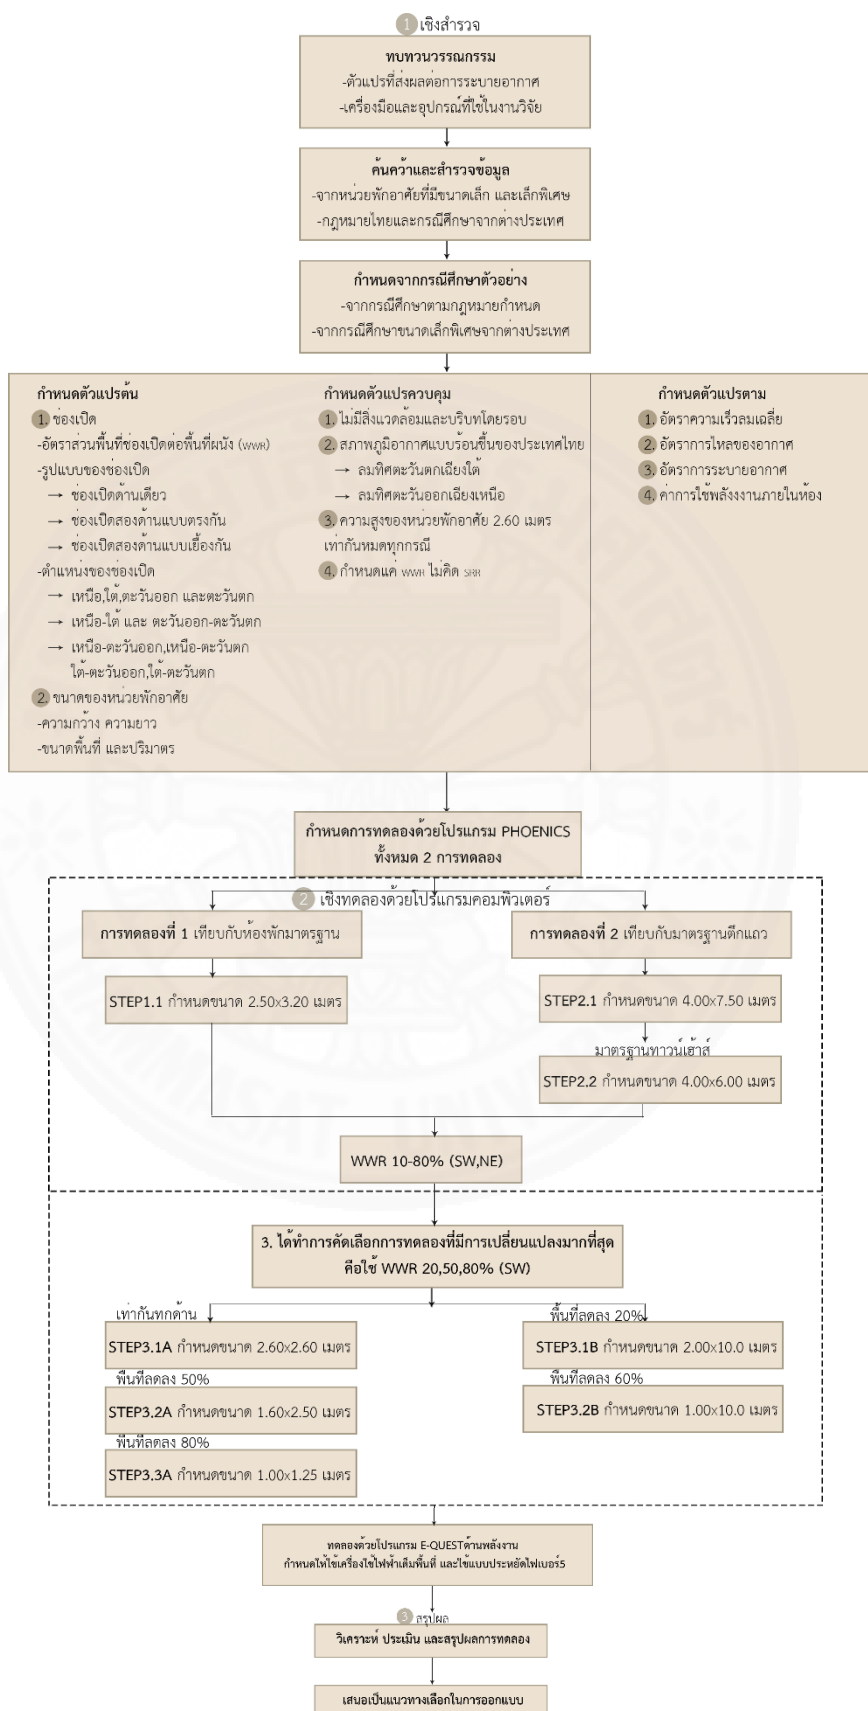 1 เชิงสำรวจ
ทบทวนวรรณกรรม
-ตัวแปรที่ส่งผลต่อการระบายอากาศ
-เครื่องมือและอุปกรณ์ที่ใช้ในงานวิจัย
ค้นคว้าและสำรวจข้อมูล
-จากหน่วยพักอาศัยที่มีขนาดเล็ก และเล็กพิเศษ
-กฎหมายไทยและกรณีศึกษาจากต่างประเทศ
กำหนดจากกรณีศึกษาตัวอย่าง
-จากกรณีศึกษาตามกฎหมายกำหนด
-จากกรณีศึกษาขนาดเล็กพิเศษจากต่างประเทศ
กำหนดตัวแปรต้น
1. ช่องเปิด
-อัตราส่วนพื้นที่ช่องเปิดต่อพื้นที่ผนัง (WWR)
-รูปแบบของช่องเปิด
→ ช่องเปิดด้านเดียว
→ ช่องเปิดสองด้านแบบตรงกัน
→ ช่องเปิดสองด้านแบบเยื้องกัน
-ตำแหน่งของช่องเปิด
→ เหนือ,ใต้,ตะวันออก และตะวันตก
→ เหนือ-ใต้ และ ตะวันออก-ตะวันตก
→ เหนือ-ตะวันออก,เหนือ-ตะวันตก
ใต้-ตะวันออก,ใต้-ตะวันตก
2. ขนาดของหน่วยพักอาศัย
-ความกว้าง ความยาว
-ขนาดพื้นที่ และปริมาตร
กำหนดตัวแปรควบคุม
1. ไม่มีสิ่งแวดล้อมและบริบทโดยรอบ
2. สภาพภูมิอากาศแบบร้อนชื้นของประเทศไทย
→ ลมทิศตะวันตกเฉียงใต้
→ ลมทิศตะวันออกเฉียงเหนือ
3. ความสูงของหน่วยพักอาศัย 2.60 เมตร
เท่ากันหมดทุกกรณี
4. กำหนดแค่ WWR ไม่คิด SRR
กำหนดตัวแปรตาม
1. อัตราความเร็วลมเฉลี่ย
2. อัตราการไหลของอากาศ
3. อัตราการระบายอากาศ
4. ค่าการใช้พลังงงานภายในห้อง
กำหนดการทดลองด้วยโปรแกรม PHOENICS
ทั้งหมด 2 การทดลอง
2 เชิงทดลองด้วยโปรแกรมคอมพิวเตอร์
การทดลองที่ 1 เทียบกับห้องพักมาตรฐาน
การทดลองที่ 2 เทียบกับมาตรฐานตึกแถว
STEP1.1 กำหนดขนาด 2.50x3.20 เมตร
STEP2.1 กำหนดขนาด 4.00x7.50 เมตร
มาตรฐานทาวน์เฮ้าส์
STEP2.2 กำหนดขนาด 4.00x6.00 เมตร
WWR 10-80% (SW,NE)
3. ได้ทำการคัดเลือกการทดลองที่มีการเปลี่ยนแปลงมากที่สุด
คือใช้ WWR 20,50,80% (SW)
เท่ากันทุกด้าน
STEP3.1A กำหนดขนาด 2.60x2.60 เมตร
พื้นที่ลดลง 50%
STEP3.2A กำหนดขนาด 1.60x2.50 เมตร
พื้นที่ลดลง 80%
STEP3.3A กำหนดขนาด 1.00x1.25 เมตร
พื้นที่ลดลง 20%
STEP3.1B กำหนดขนาด 2.00x10.0 เมตร
พื้นที่ลดลง 60%
STEP3.2B กำหนดขนาด 1.00x10.0 เมตร
ทดลองด้วยโปรแกรม E-QUESTด้านพลังงาน
กำหนดให้ใช้เครื่องใช้ไฟฟ้าเต็มพื้นที่ และใช้แบบประหยัดไฟเบอร์5
3 สรุปผล
วิเคราะห์ ประเมิน และสรุปผลการทดลอง
เสนอเป็นแนวทางเลือกในการออกแบบ